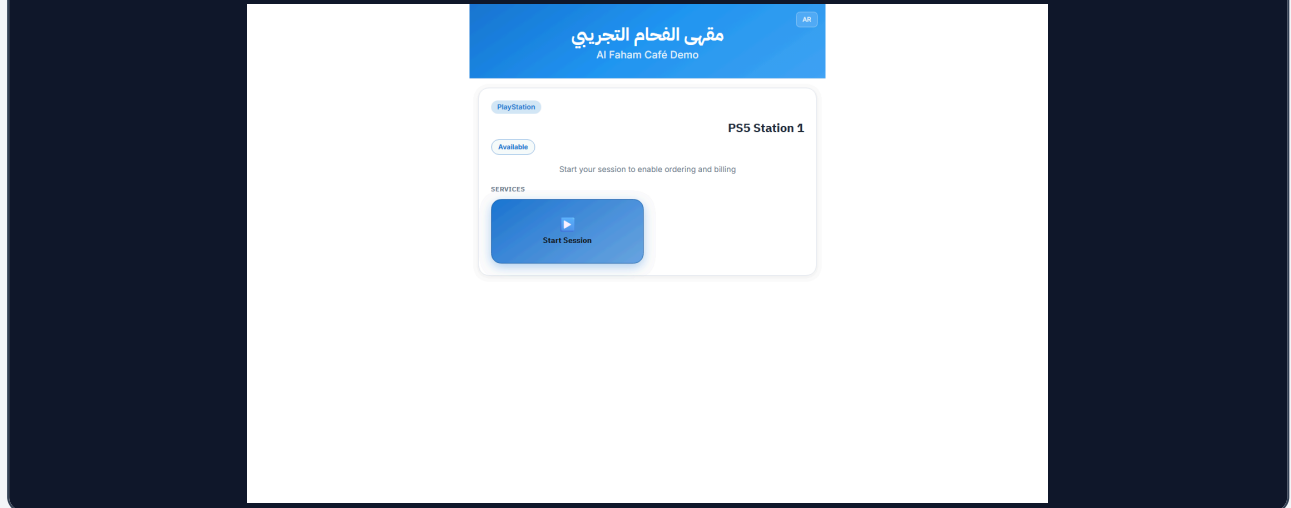 AR
مقهى الفحام التجريبي
Al Faham Café Demo
PlayStation
PS5 Station 1
Available
Start your session to enable ordering and billing
SERVICES
Start Session